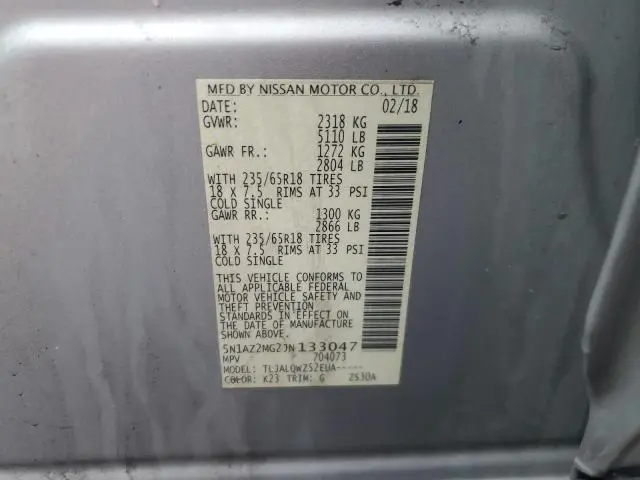 MFD BY NISSAN MOTOR CO., LTD.
DATE: 02/18
GVWR: 2318 KG
5110 LB
GAWR FR.: 1272 KG
2804 LB
WITH 235/65R18 TIRES
18 X 7.5 RIMS AT 33 PSI
COLD SINGLE
GAWR RR.: 1300 KG
2866 LB
WITH 235/65R18 TIRES
18 X 7.5 RIMS AT 33 PSI
COLD SINGLE
THIS VEHICLE CONFORMS TO
ALL APPLICABLE FEDERAL
MOTOR VEHICLE SAFETY AND
THEFT PREVENTION
STANDARDS IN EFFECT ON
THE DATE OF MANUFACTURE
SHOWN ABOVE.
5N1AZ2MG2JN133047
MPV 704073
MODEL: TLJALQWZ52EUA-----
COLOR: K23 TRIM: G 2530A